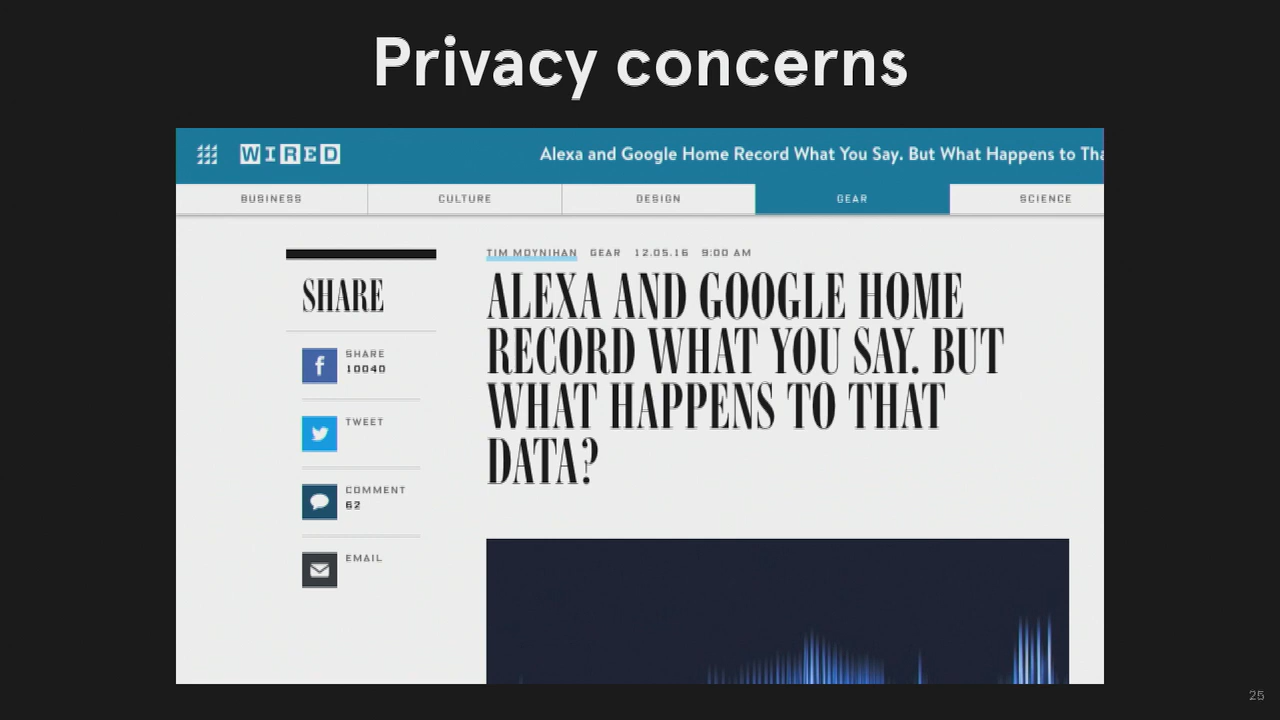 Privacy concerns
WIRED
Alexa and Google Home Record What You Say. But What Happens to Tha
BUSINESS
CULTURE
DESIGN
GEAR
SCIENCE
TIM MOYNIHAN GEAR 12.05.16 9:00 AM
ALEXA AND GOOGLE HOME
RECORD WHAT YOU SAY. BUT
WHAT HAPPENS TO THAT
DATA?
SHARE
SHARE
10040
TWEET
COMMENT
62
EMAIL
25